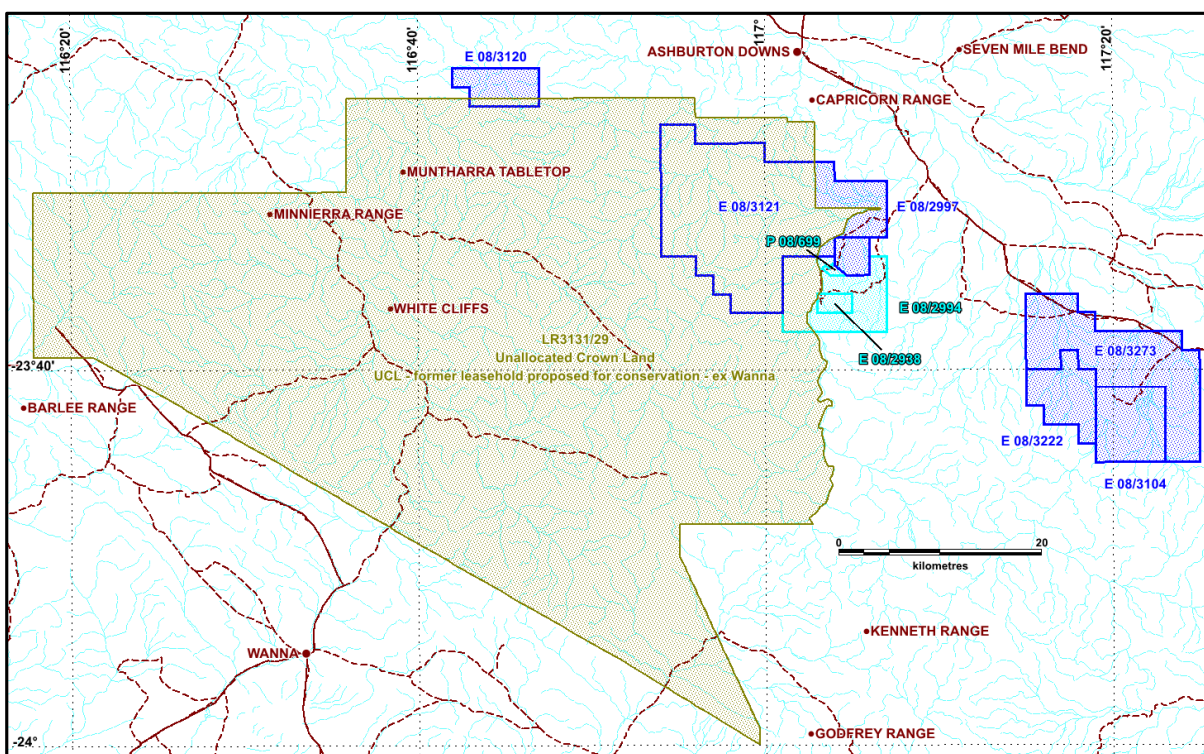 116°20'
116°40'
117°
117°20'
E 08/3120
ASHBURTON DOWNS
SEVEN MILE BEND
CAPRICORN RANGE
MUNTHARRA TABLETOP
MINNIERRA RANGE
E 08/3121
E 08/2997
P 08/699
WHITE CLIFFS
E 08/2994
LR3131/29
Unallocated Crown Land
UCL - former leasehold proposed for conservation - ex Wanna
E 08/2938
E 08/3273
-23°40'
BARLEE RANGE
E 08/3222
E 08/3104
0
20
kilometres
KENNETH RANGE
WANNA
GODFREY RANGE
-24°